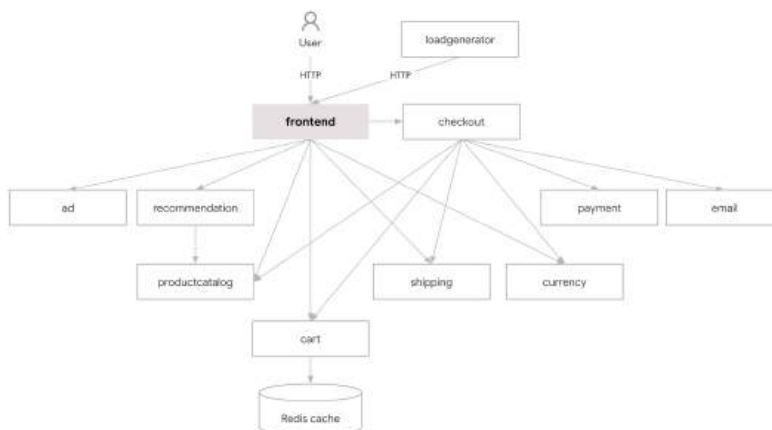 User
loadgenerator
HTTP
HTTP
frontend
checkout
ad
recommendation
payment
email
productcatalog
shipping
currency
cart
Redis cache